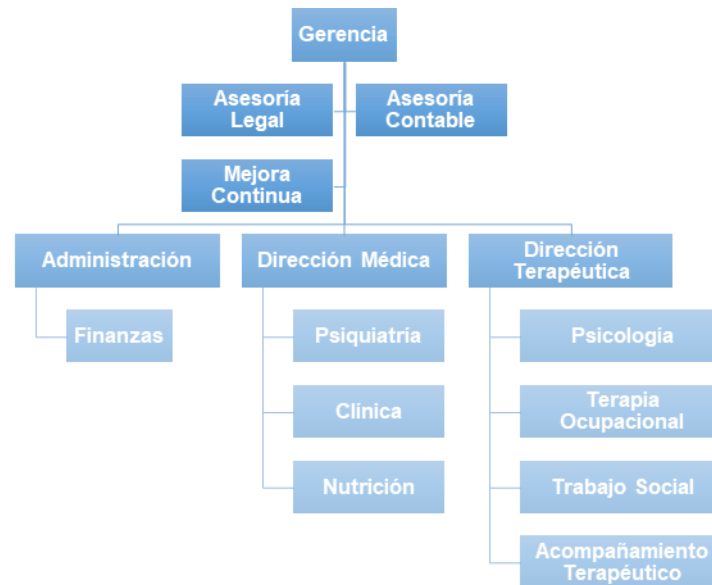 Gerencia
Asesoría
Legal
Asesoría
Contable
Mejora
Continua
Administración
Dirección Médica
Dirección
Terapéutica
Finanzas
Psiquiatría
Clínica
Nutrición
Psicología
Terapia
Ocupacional
Trabajo Social
Acompañamiento
Terapéutico